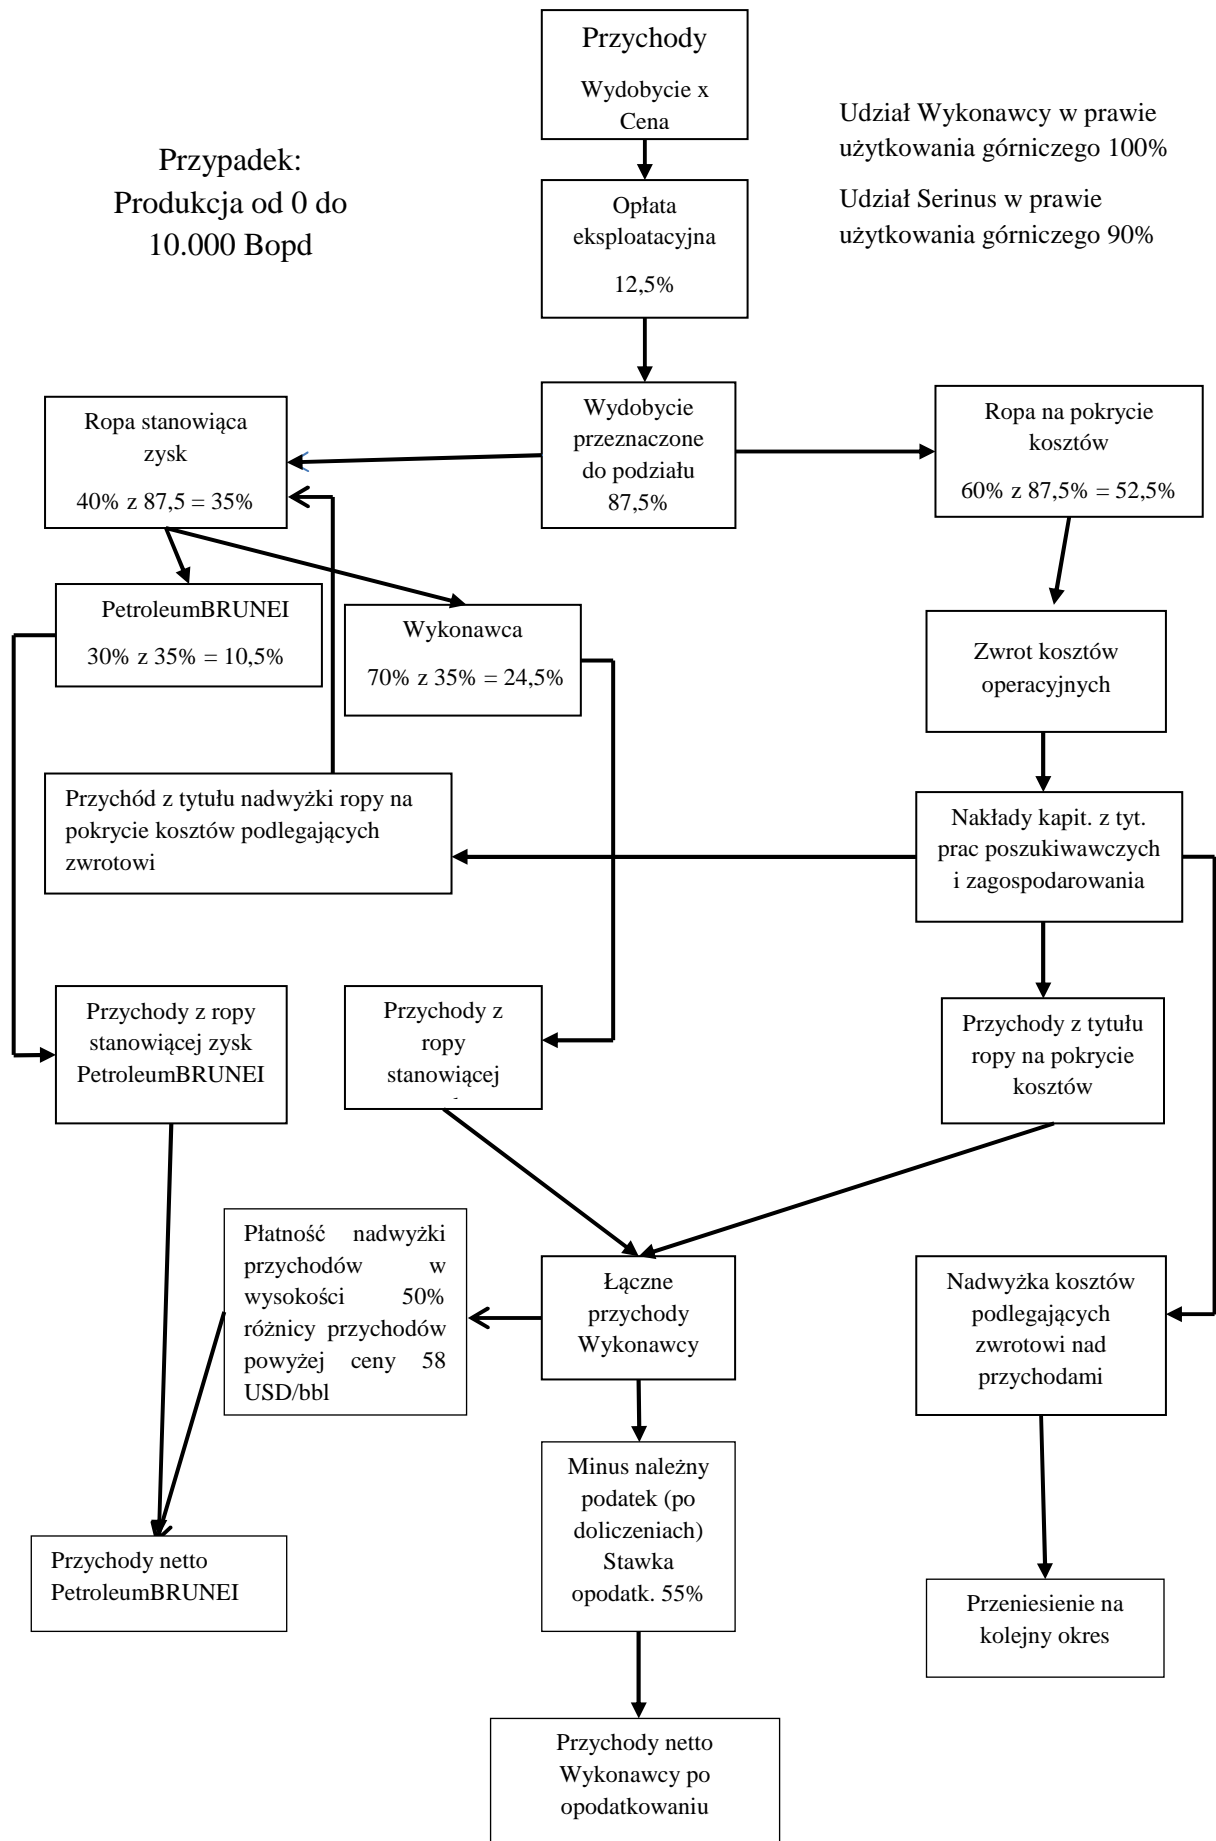 Przychody
Wydobycie x
Cena
Udział Wykonawcy w prawie
użytkowania górniczego 100%
Udział Serinus w prawie
użytkowania górniczego 90%
Przypadek:
Produkcja od 0 do
10.000 Bopd
Opłata
eksploatacyjna
12,5%
Ropa stanowiąca
zysk
40% z 87,5 = 35%
Wydobycie
przeznaczone
do podziału
87,5%
Ropa na pokrycie
kosztów
60% z 87,5% = 52,5%
PetroleumBRUNEI
30% z 35% = 10,5%
Wykonawca
70% z 35% = 24,5%
Zwrot kosztów
operacyjnych
Przychód z tytułu nadwyżki ropy na
pokrycie kosztów podlegających
zwrotowi
Nakłady kapit. z tyt.
prac poszukiwawczych
i zagospodarowania
Przychody z ropy
stanowiącej zysk
PetroleumBRUNEI
Przychody z
ropy
stanowiącej
Przychody z tytułu
ropy na pokrycie
kosztów
Płatność nadwyżki
przychodów w
wysokości 50%
różnicy przychodów
powyżej ceny 58
USD/bbl
Łączne
przychody
Wykonawcy
Nadwyżka kosztów
podlegających
zwrotowi nad
przychodami
Minus należny
podatek (po
doliczeniach)
Stawka
opodatk. 55%
Przychody netto
PetroleumBRUNEI
Przeniesienie na
kolejny okres
Przychody netto
Wykonawcy po
opodatkowaniu